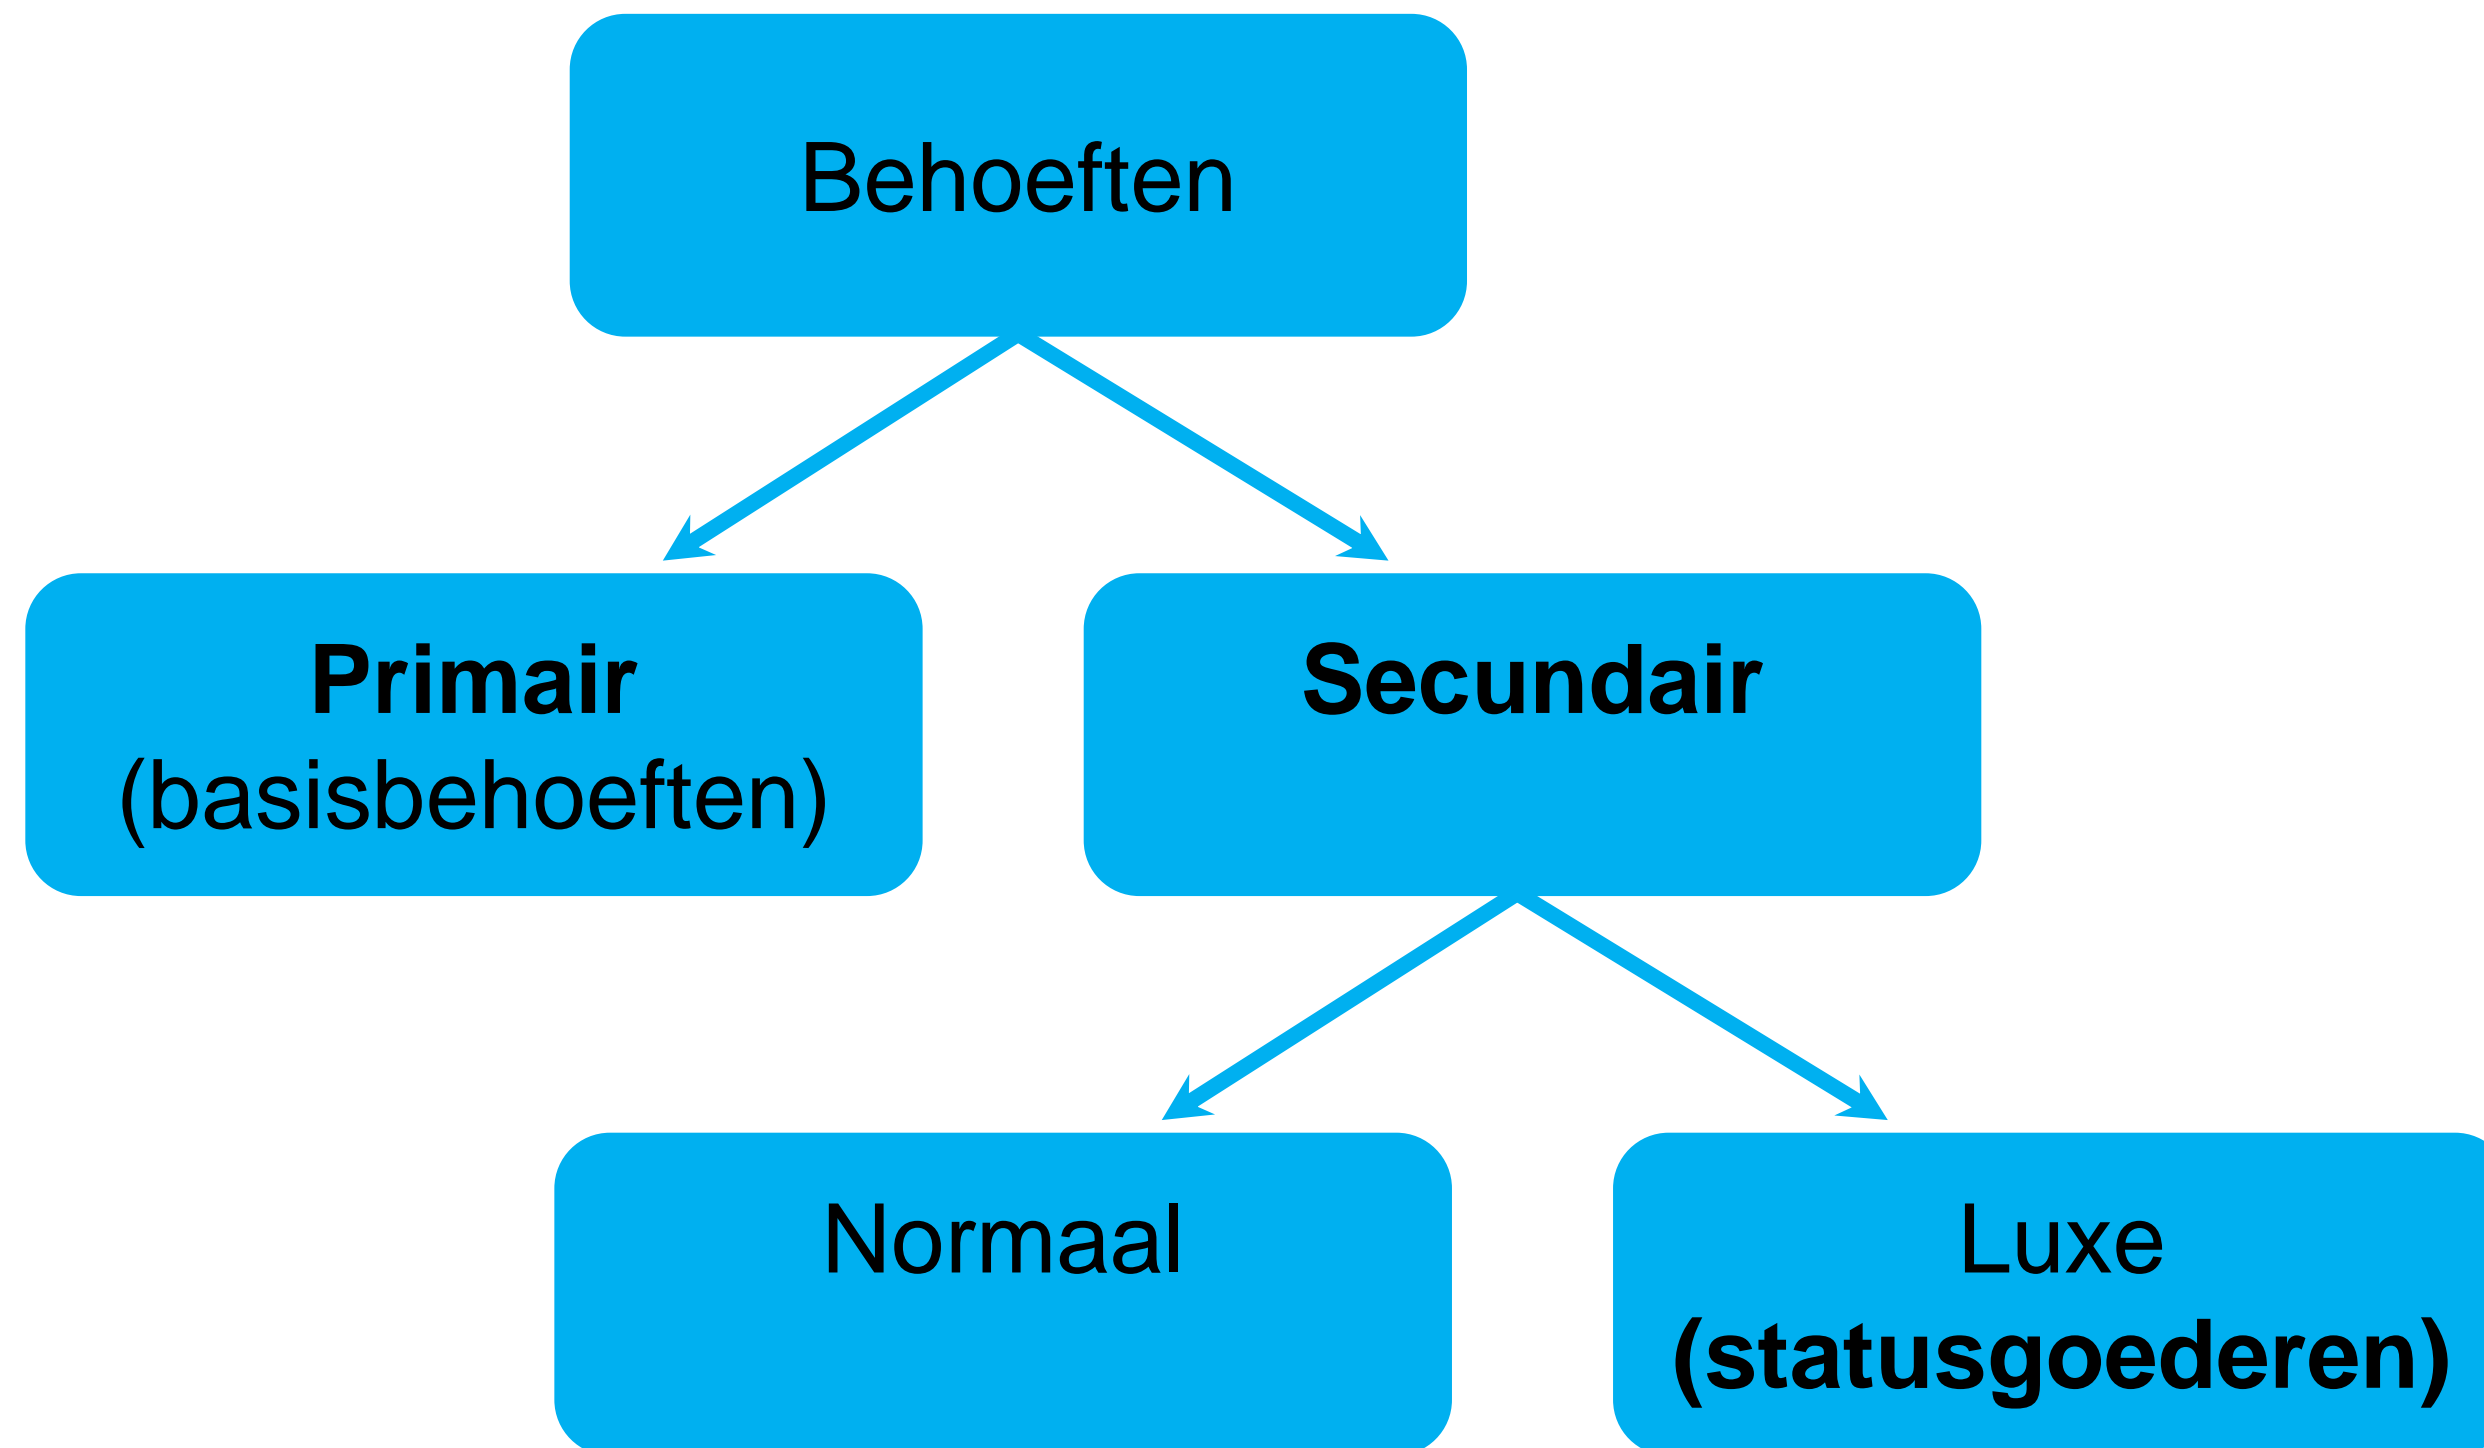 Behoeften
Primair
(basisbehoeften)
Secundair
Normaal
Luxe
(statusgoederen)